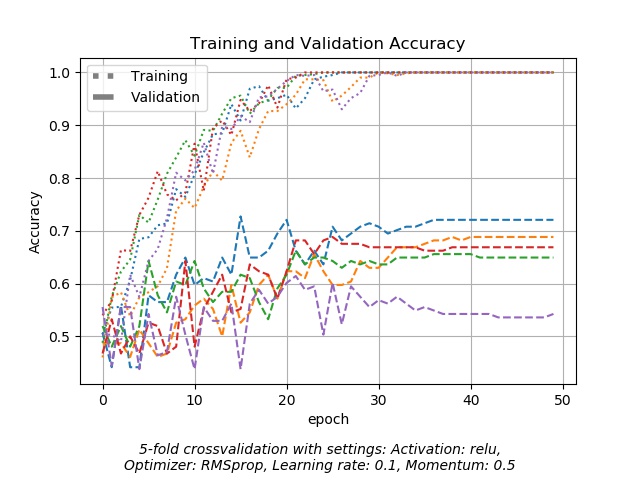 Training and Validation Accuracy
Training
Validation
1.0
0.9
0.8
0.7
0.6
0.5
Accuracy
0
10
20
30
40
50
epoch
5-fold crossvalidation with settings: Activation: relu,
Optimizer: RMSprop, Learning rate: 0.1, Momentum: 0.5